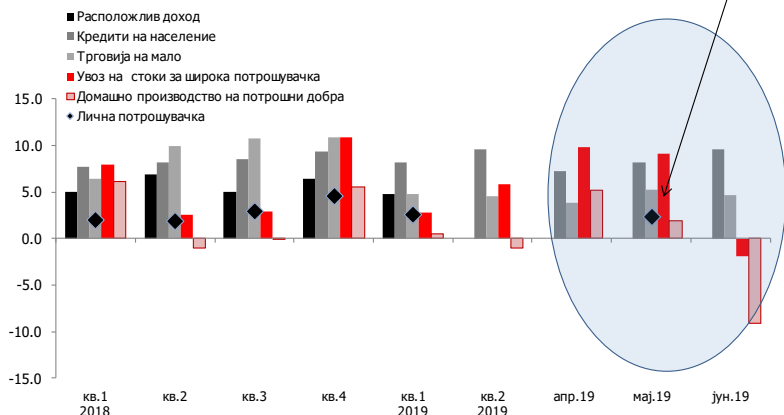 Расположлив доход
Кредити на население
Трговија на мало
Увоз на стоки за широка потрошувачка
Домашно производство на потрошни добра
Лична потрошувачка
15.0
10.0
5.0
0.0
-5.0
-10.0
-15.0
кв.1 кв.2 кв.3 кв.4 кв.1 кв.2 апр.19 мај.19 јун.19
2018 2019 2019